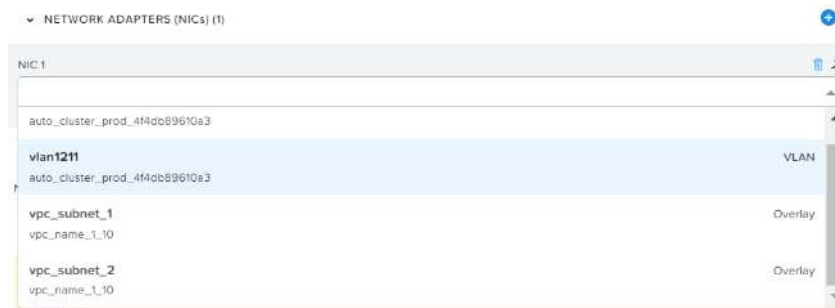 NETWORK ADAPTERS (NICs) (1)
NIC 1
auto_cluster_prod_4f4db89610a3
vlan1211 VLAN
auto_cluster_prod_4f4db89610a3
vpc_subnet_1 Overlay
vpc_name_1_10
vpc_subnet_2 Overlay
vpc_name_1_10